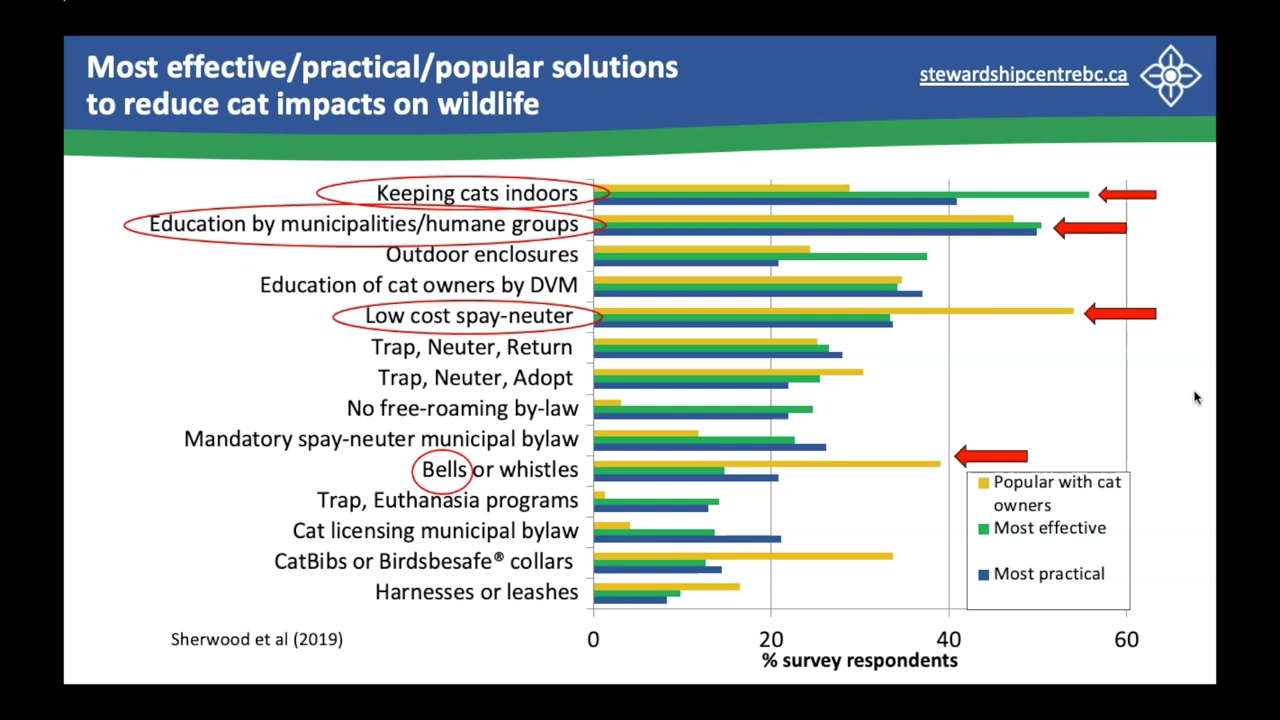 Most effective/practical/popular solutions
to reduce cat impacts on wildlife
stewardshipcentrebc.ca
Keeping cats indoors
Education by municipalities/humane groups
Outdoor enclosures
Education of cat owners by DVM
Low cost spay-neuter
Trap, Neuter, Return
Trap, Neuter, Adopt
No free-roaming by-law
Mandatory spay-neuter municipal bylaw
Bells or whistles
Trap, Euthanasia programs
Cat licensing municipal bylaw
CatBibs or Birdsbesafe® collars
Harnesses or leashes
Popular with cat
owners
Most effective
Most practical
0 20 40 60
% survey respondents
Sherwood et al (2019)